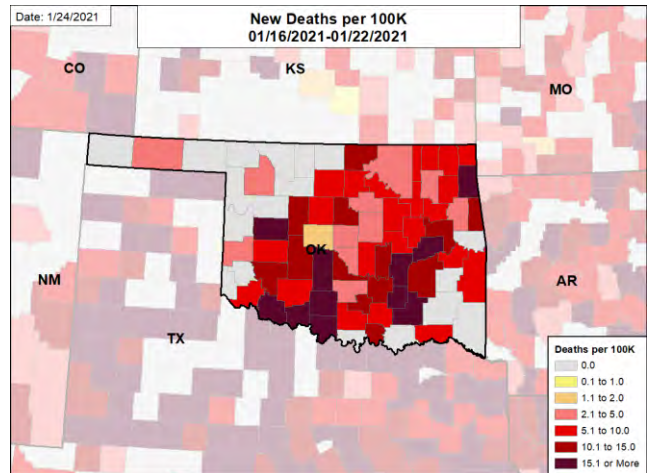 Date: 1/24/2021
New Deaths per 100K
01/16/2021-01/22/2021
CO
KS
MO
OK
NM
AR
TX
Deaths per 100K
0.0
0.1 to 1.0
1.1 to 2.0
2.1 to 5.0
5.1 to 10.0
10.1 to 15.0
15.1 or More